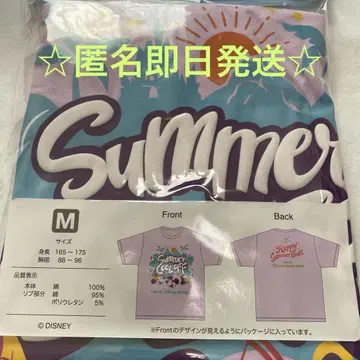 ☆匿名即日発送☆
Summer
M
サイズ
身長 165 ～ 175
胸囲 88 ～ 96
品質表示
本体 綿 100%
リブ部分 綿 95%
ポリウレタン 5%
© DISNEY
Front
SUMMER
COOL OFF
Back
※Frontのデザインが見えるようにパッケージに入っています。